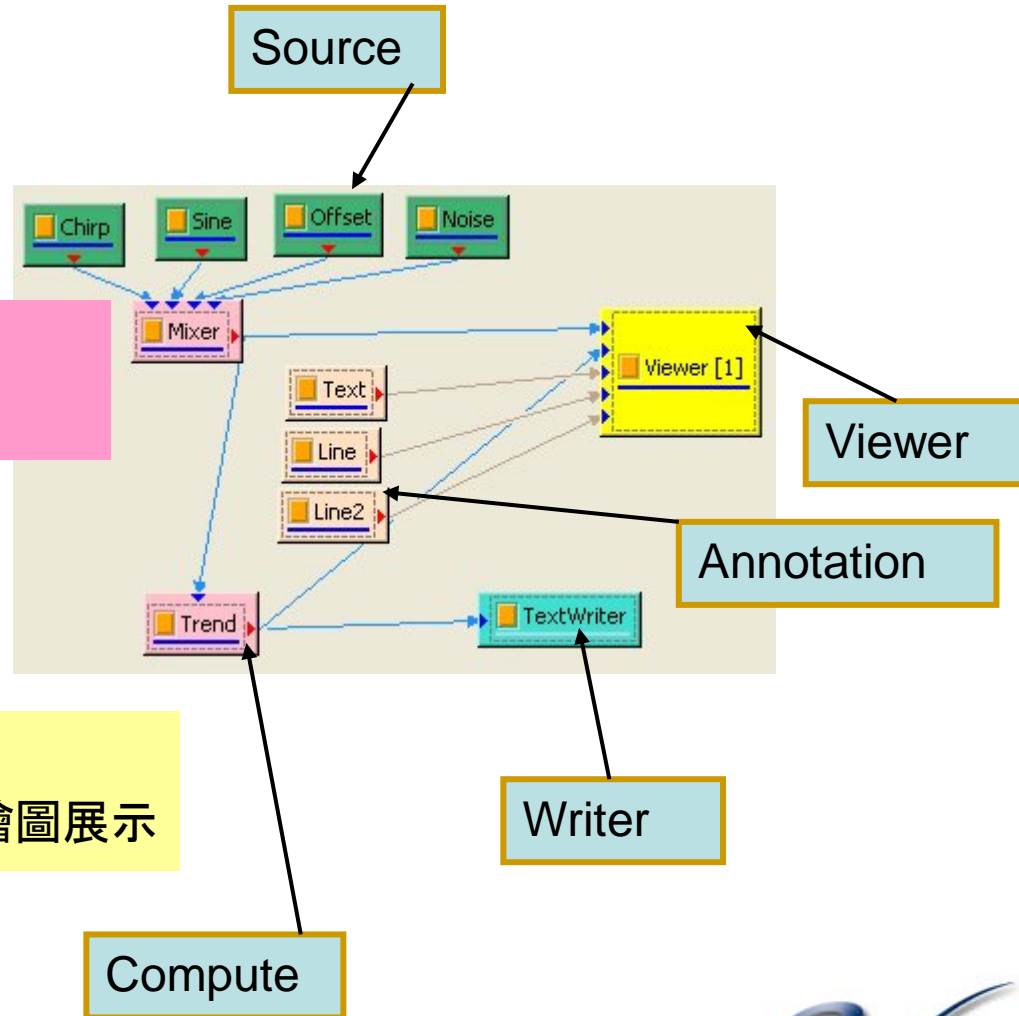 Source
Chirp
Sine
Offset
Noise
Mixer
Text
Viewer [1]
Line
Viewer
Line2
Annotation
Trend
TextWriter
繪圖展示
Writer
Compute